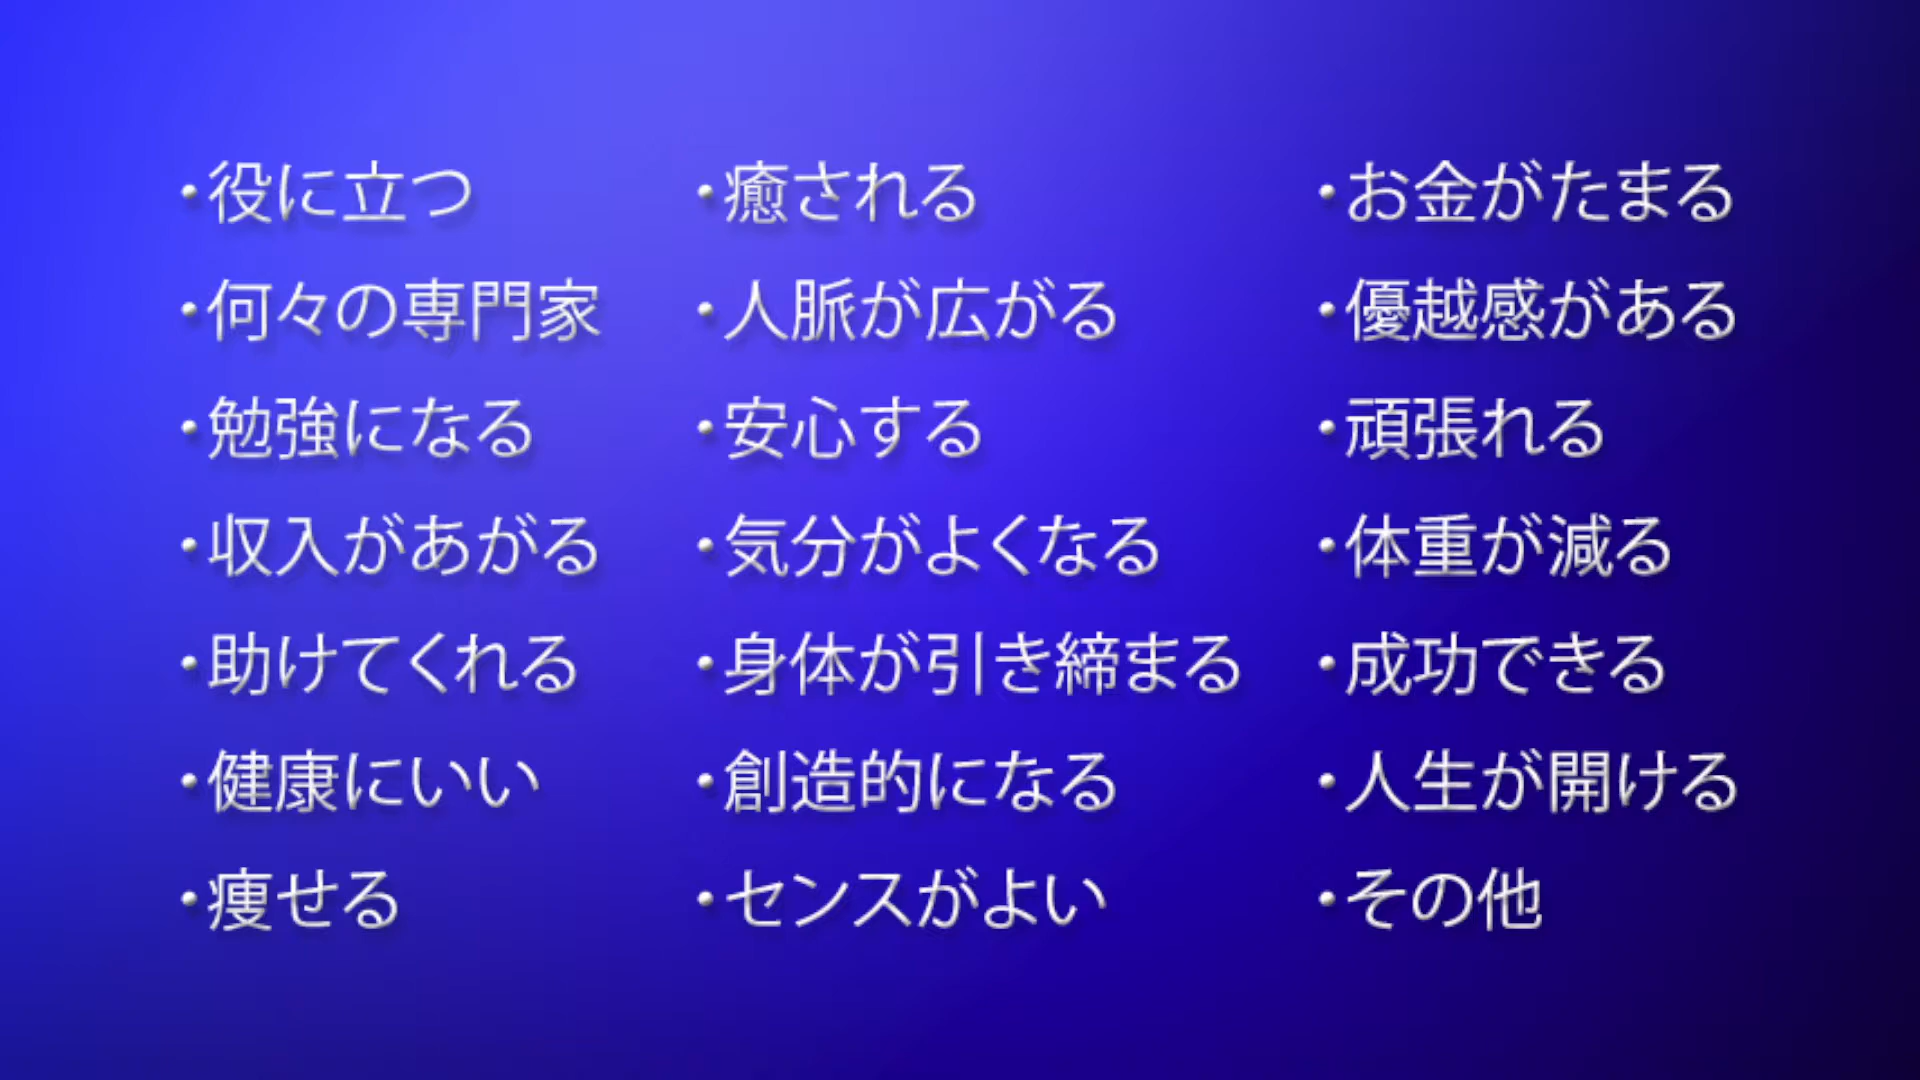 ・役に立つ
・何々の専門家
・勉強になる
・収入があがる
・助けてくれる
・健康にいい
・痩せる
・癒される
・人脈が広がる
・安心する
・気分がよくなる
・身体が引き締まる
・創造的になる
・センスがよい
・お金がたまる
・優越感がある
・頑張れる
・体重が減る
・成功できる
・人生が開ける
・その他